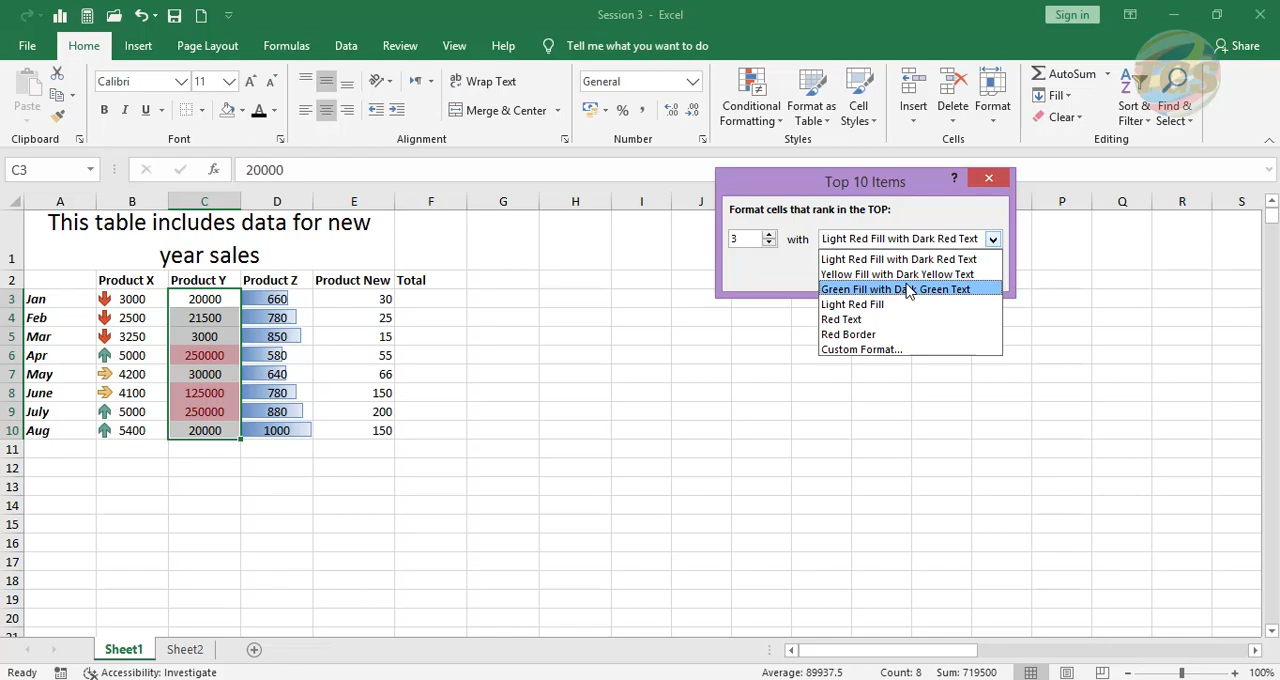 Session 3 - Excel
Sign in
File Home Insert Page Layout Formulas Data Review View Help Tell me what you want to do Share
Paste
Calibri 11
B I U
Wrap Text
Merge & Center
General
Conditional Formatting
Format as Table
Cell Styles
Insert
Delete
Format
AutoSum
Fill
Clear
Sort & Filter
Find & Select
Clipboard Font Alignment Number Styles Cells Editing
C3 fx 20000
Top 10 Items ?
Format cells that rank in the TOP:
3 with Light Red Fill with Dark Red Text
Light Red Fill with Dark Red Text
Yellow Fill with Dark Yellow Text
Green Fill with Dark Green Text
Light Red Fill
Red Text
Red Border
Custom Format...
A B C D E F G H I J P Q R S
1 This table includes data for new
year sales
2 Product X Product Y Product Z Product New Total
3 Jan 3000 20000 660 30
4 Feb 2500 21500 780 25
5 Mar 3250 3000 850 15
6 Apr 5000 250000 580 55
7 May 4200 30000 640 66
8 June 4100 125000 780 150
9 July 5000 250000 880 200
10 Aug 5400 20000 1000 150
11
12
13
14
15
16
17
18
19
20
21
Sheet1 Sheet2
Ready Accessibility: Investigate Average: 89937.5 Count: 8 Sum: 719500 100%